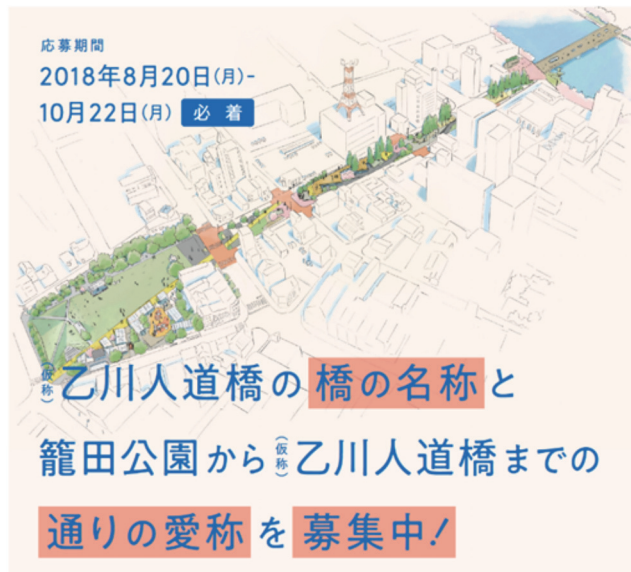 応募期間
2018年8月20日(月)-
10月22日(月) 必着
(仮称)乙川人道橋の橋の名称と
籠田公園から(仮称)乙川人道橋までの
通りの愛称を募集中!